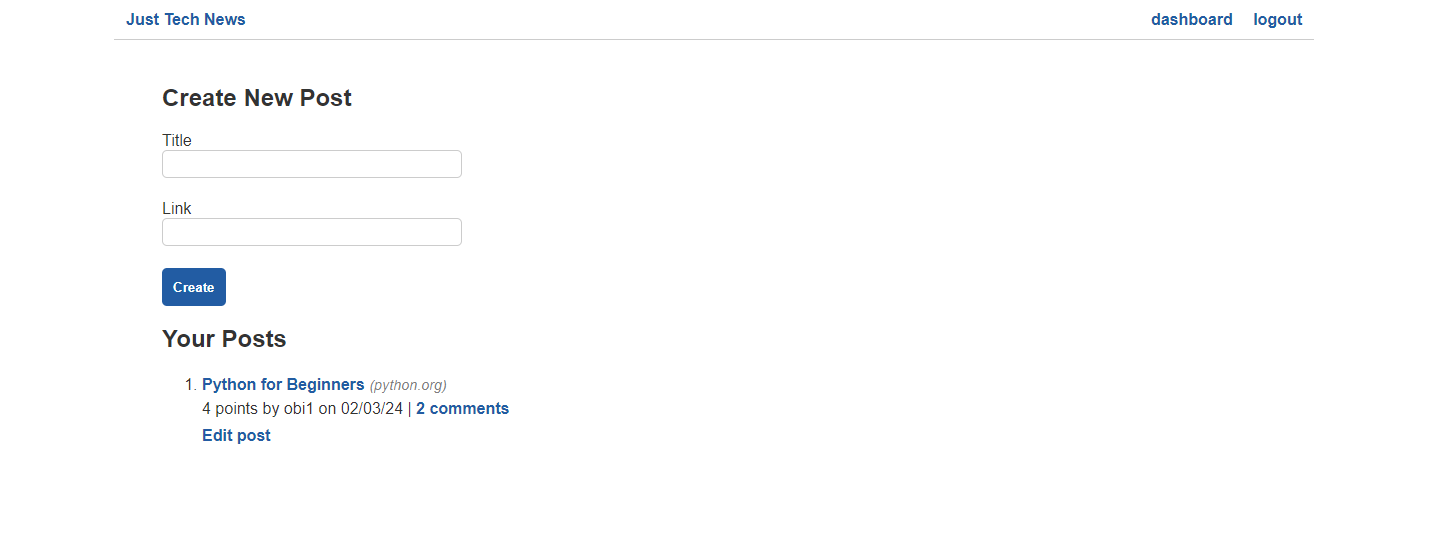 Just Tech News dashboard logout
Create New Post
Title
Link
Create
Your Posts
1. Python for Beginners (python.org)
4 points by obi1 on 02/03/24 | 2 comments
Edit post